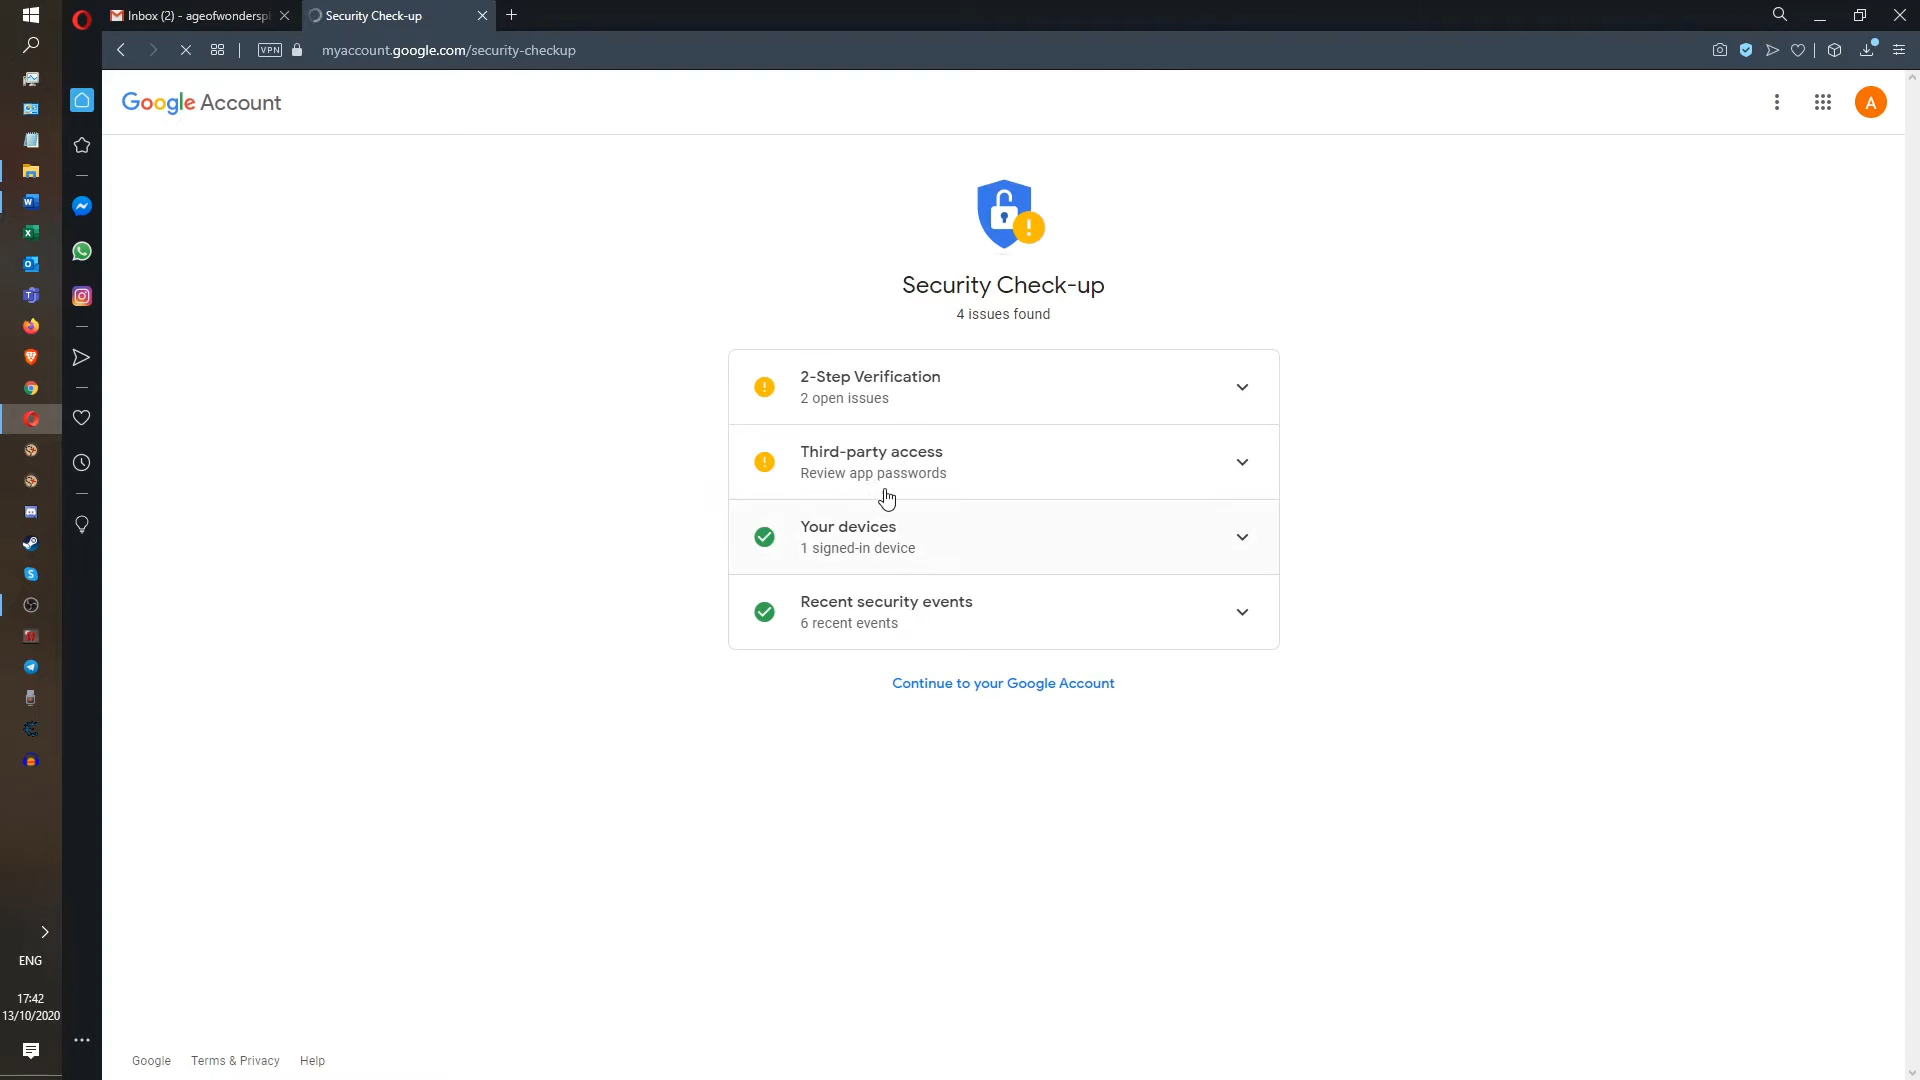 Inbox (2) - ageofwonderspl
Security Check-up
VPN
myaccount.google.com/security-checkup
Google Account
A
Security Check-up
4 issues found
2-Step Verification
2 open issues
Third-party access
Review app passwords
Your devices
1 signed-in device
Recent security events
6 recent events
Continue to your Google Account
ENG
17:42
13/10/2020
Google
Terms & Privacy
Help